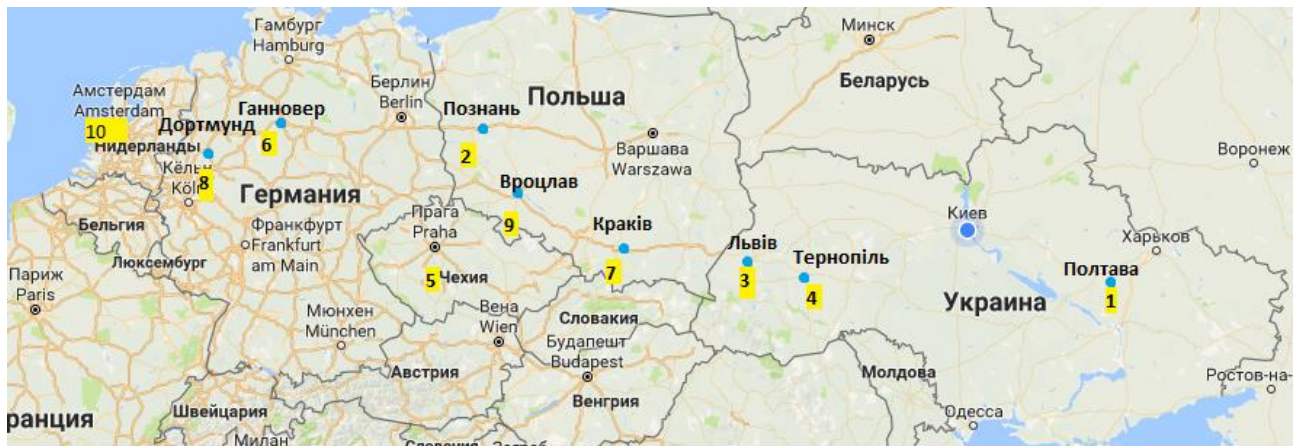 Гамбург
Hamburg
Минск
Беларусь
Амстердам
Amsterdam
10
Нидерланды
Ганновер
6
Дортмунд
8
Берлин
Berlin
Познань
2
Польша
Варшава
Warszawa
Воронеж
Кёльн
Köln
Германия
Вроцлав
9
Бельгия
Франкфурт
Frankfurt
am Main
Прага
Praha
5
Чехия
Краків
7
Львів
3
Тернопіль
4
Киев
Харьков
Полтава
1
Украина
Люксембург
Париж
Paris
Мюнхен
München
Вена
Wien
Словакия
Будапешт
Budapest
Австрия
Венгрия
Молдова
Одесса
Ростов-на-
ранция
Швейцария
Милан